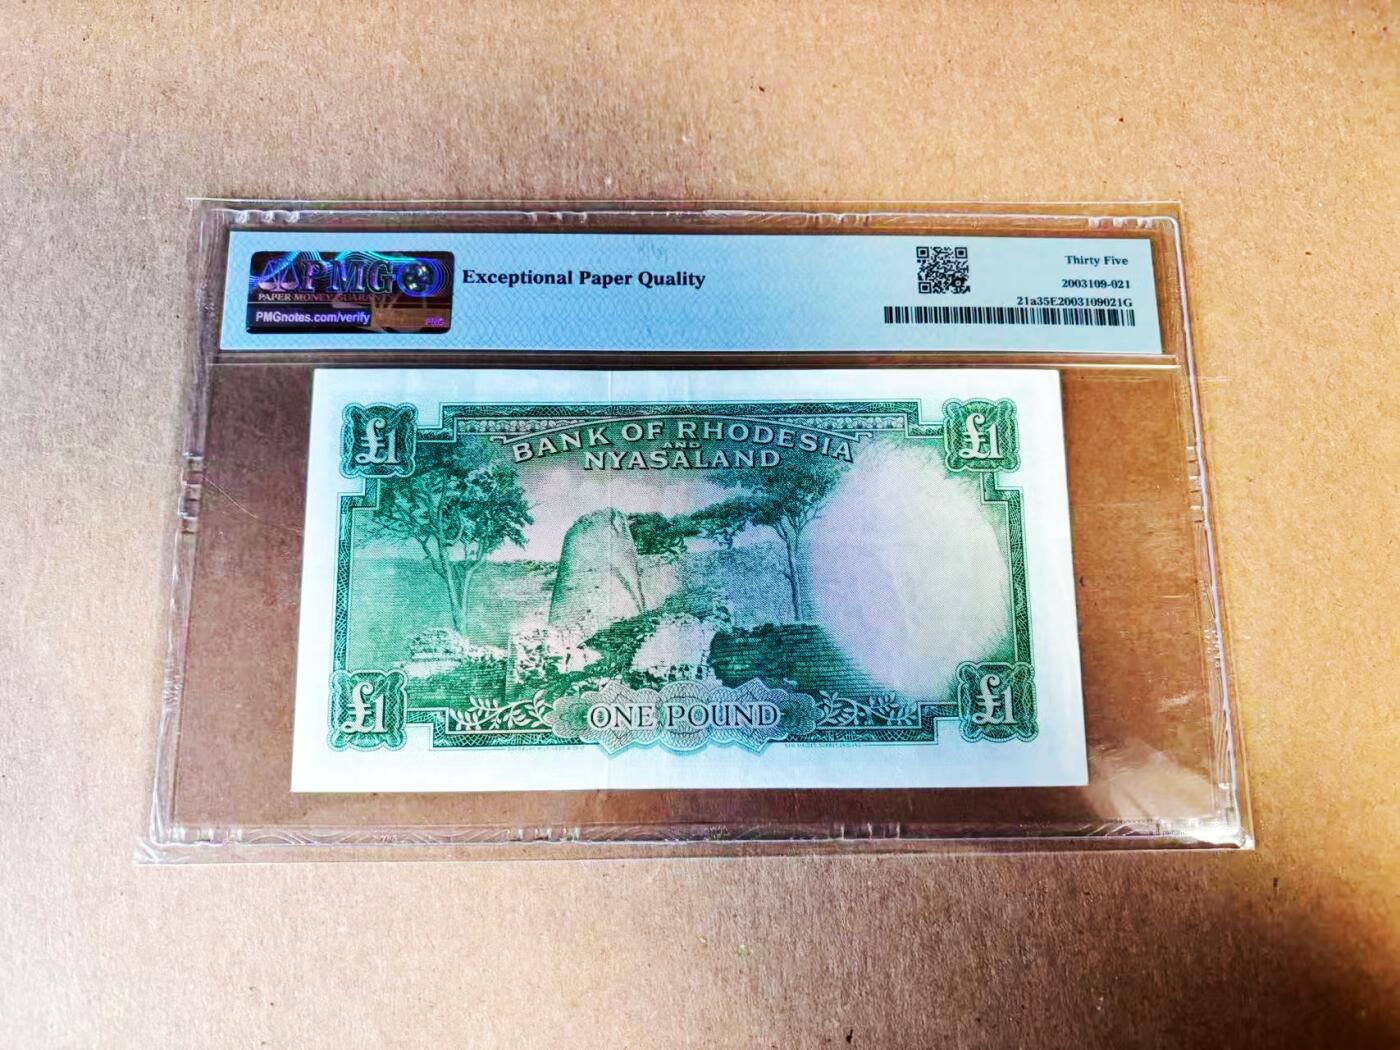 PMG
PAPER MONEY GUARANTY
PMGnotes.com/verify
PMG
Exceptional Paper Quality
Thirty Five
2003109-021
21a35E2003109021G
£1
£1
BANK OF RHODESIA
AND
NYASALAND
£1
ONE POUND
£1